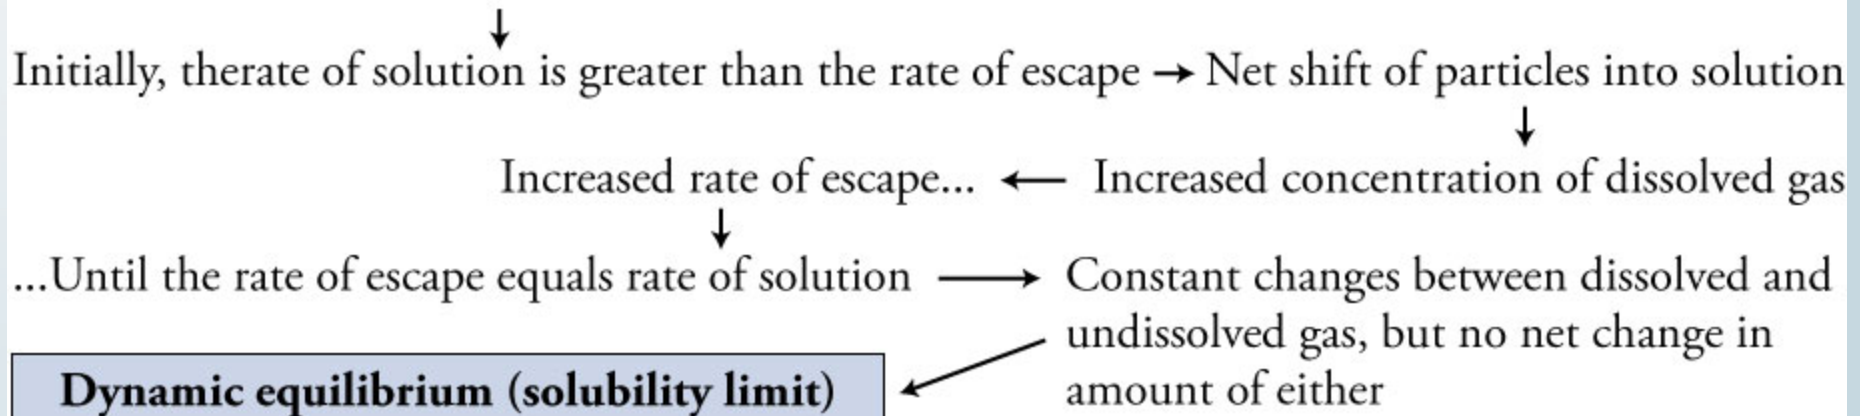 Initially, therate of solution is greater than the rate of escape → Net shift of particles into solution
Increased rate of escape... ← Increased concentration of dissolved gas
...Until the rate of escape equals rate of solution → Constant changes between dissolved and
undissolved gas, but no net change in
amount of either
Dynamic equilibrium (solubility limit)